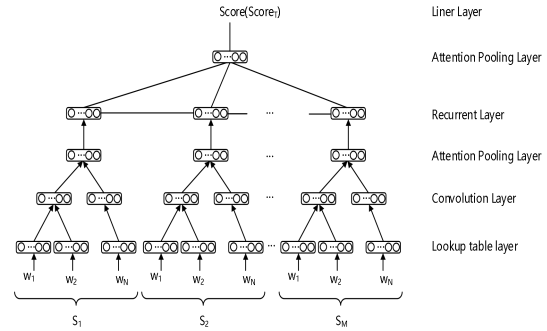 Score(Score_T) Liner Layer
Attention Pooling Layer
... Recurrent Layer
... Attention Pooling Layer
... Convolution Layer
... Lookup table layer
w1 w2 wN w1 w2 wN w1 w2 wN
S1 S2 SM